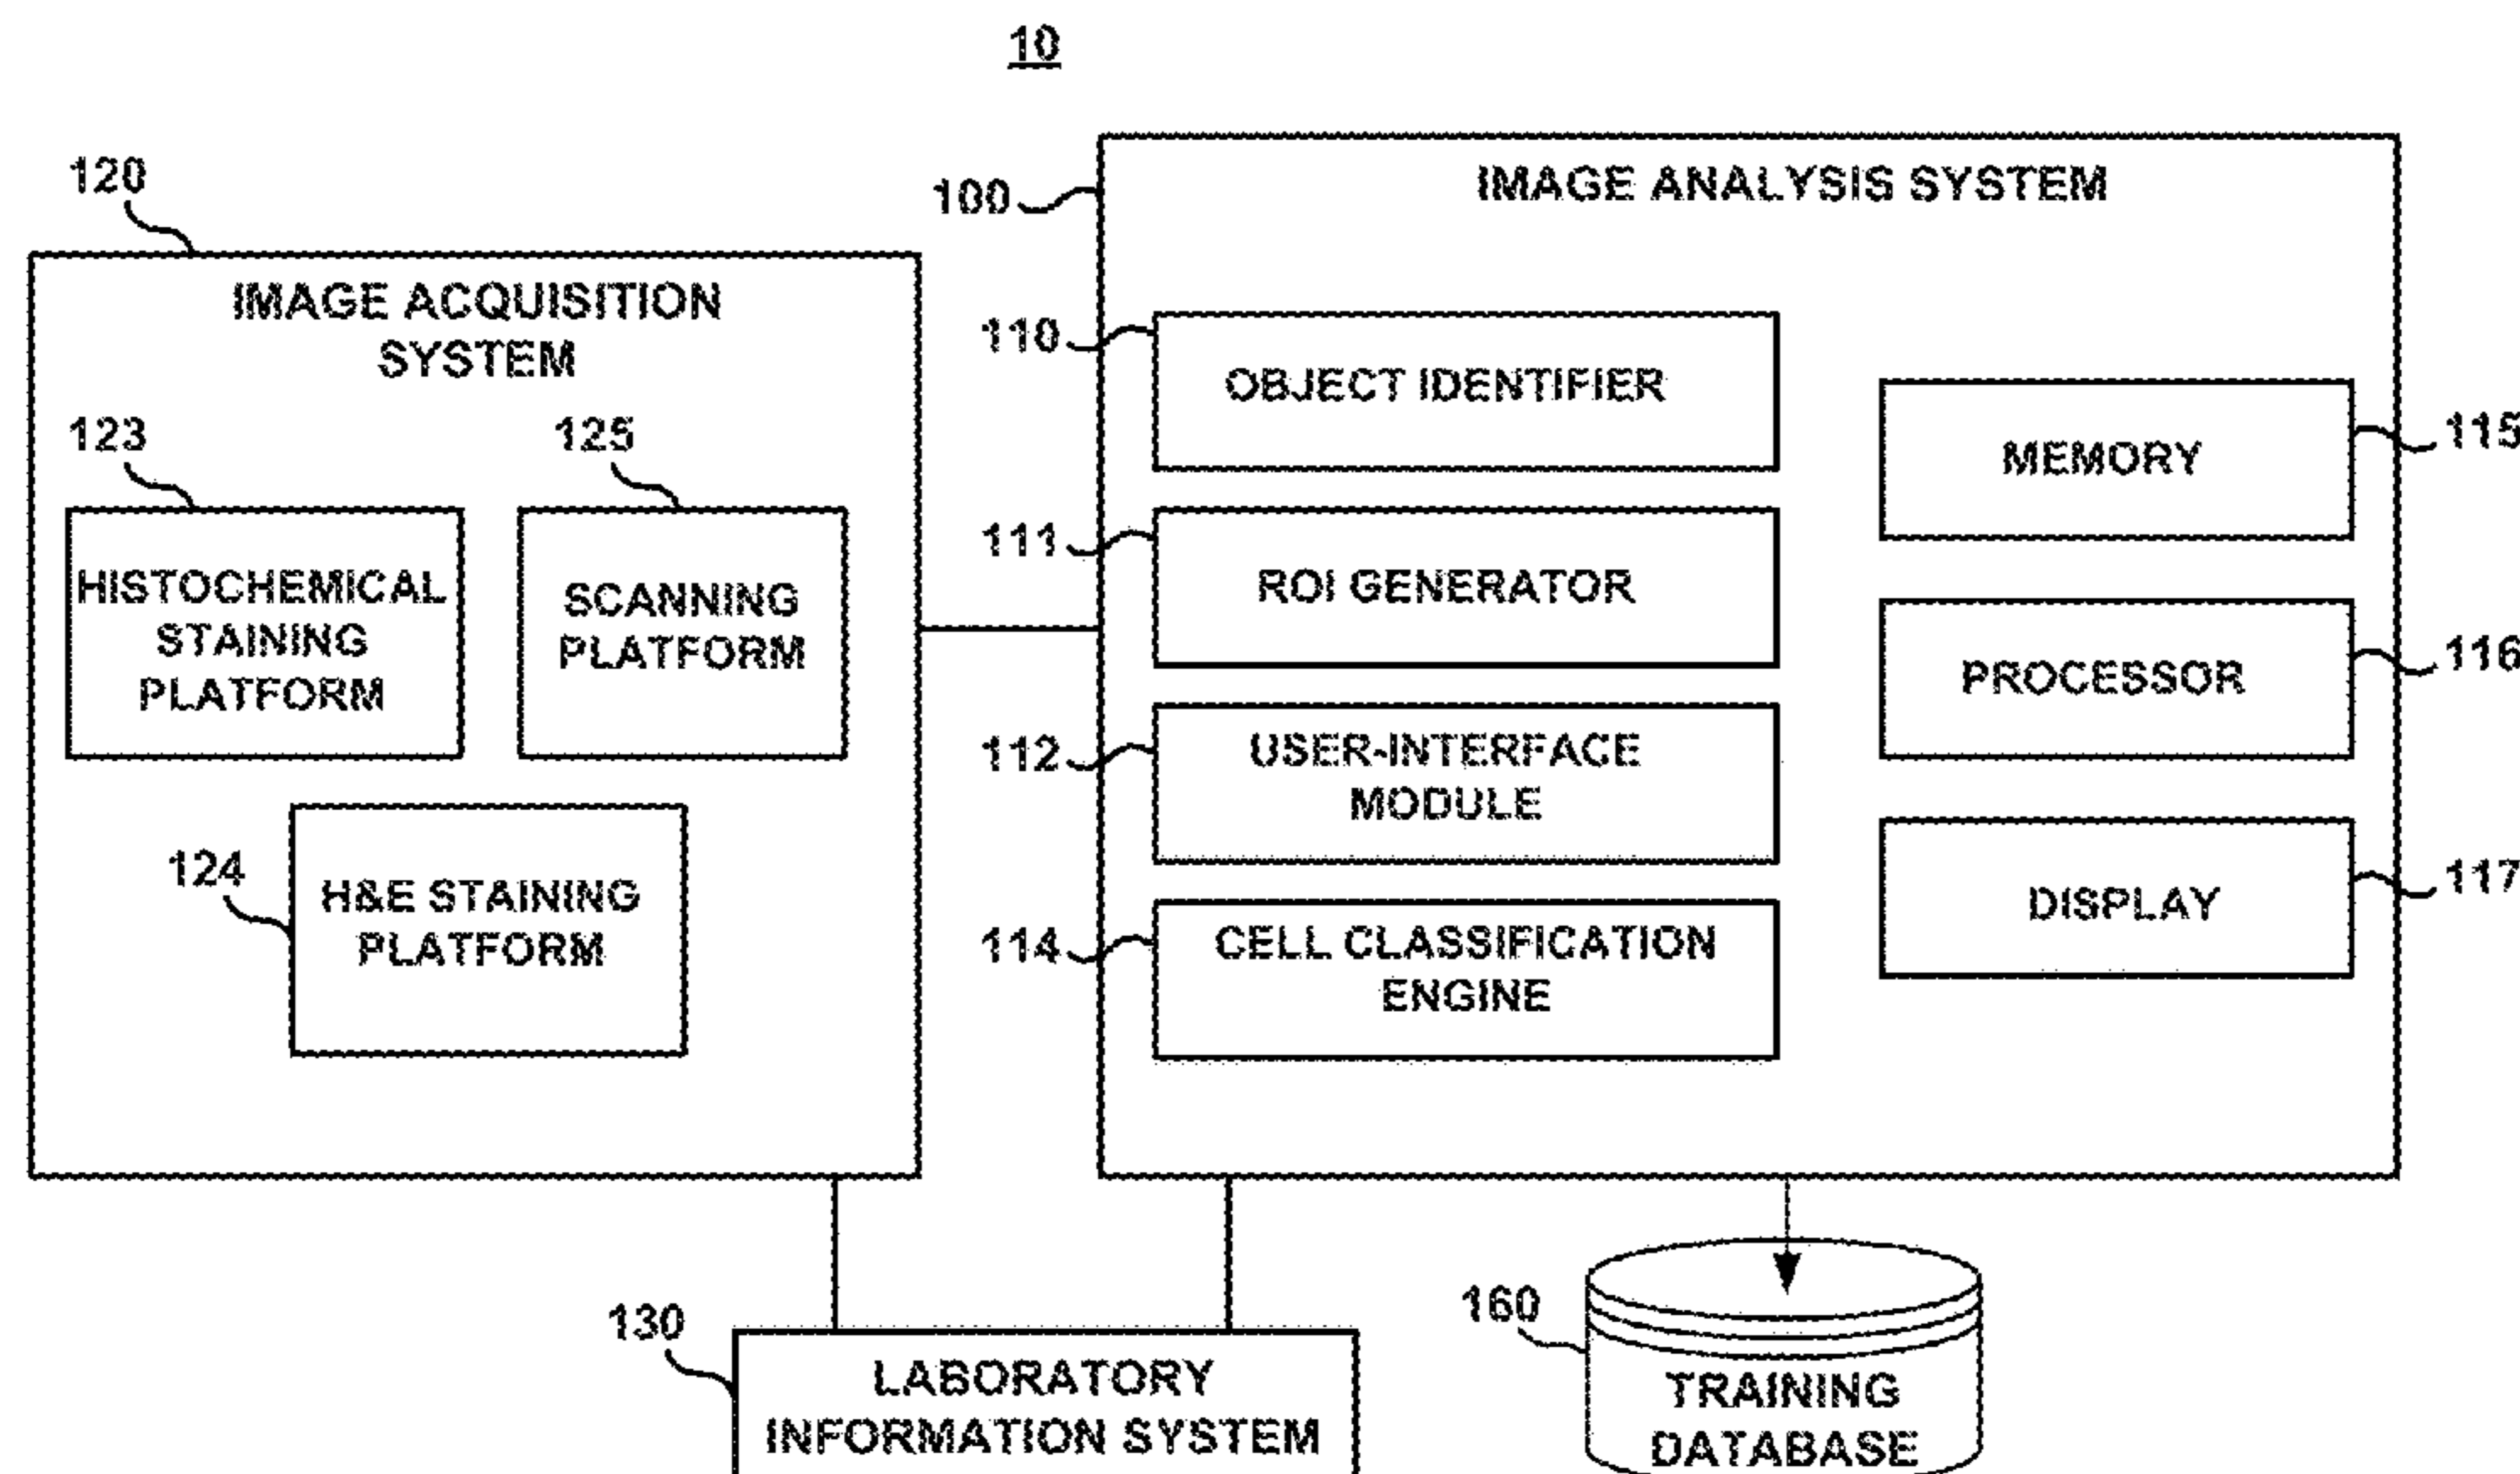 10
120
IMAGE ACQUISITION
SYSTEM
123
HISTOCHEMICAL
STAINING
PLATFORM
125
SCANNING
PLATFORM
124
H&E STAINING
PLATFORM
100
IMAGE ANALYSIS SYSTEM
110
OBJECT IDENTIFIER
111
ROI GENERATOR
112
USER-INTERFACE
MODULE
114
CELL CLASSIFICATION
ENGINE
115
MEMORY
116
PROCESSOR
117
DISPLAY
130
LABORATORY
INFORMATION SYSTEM
160
TRAINING
DATABASE